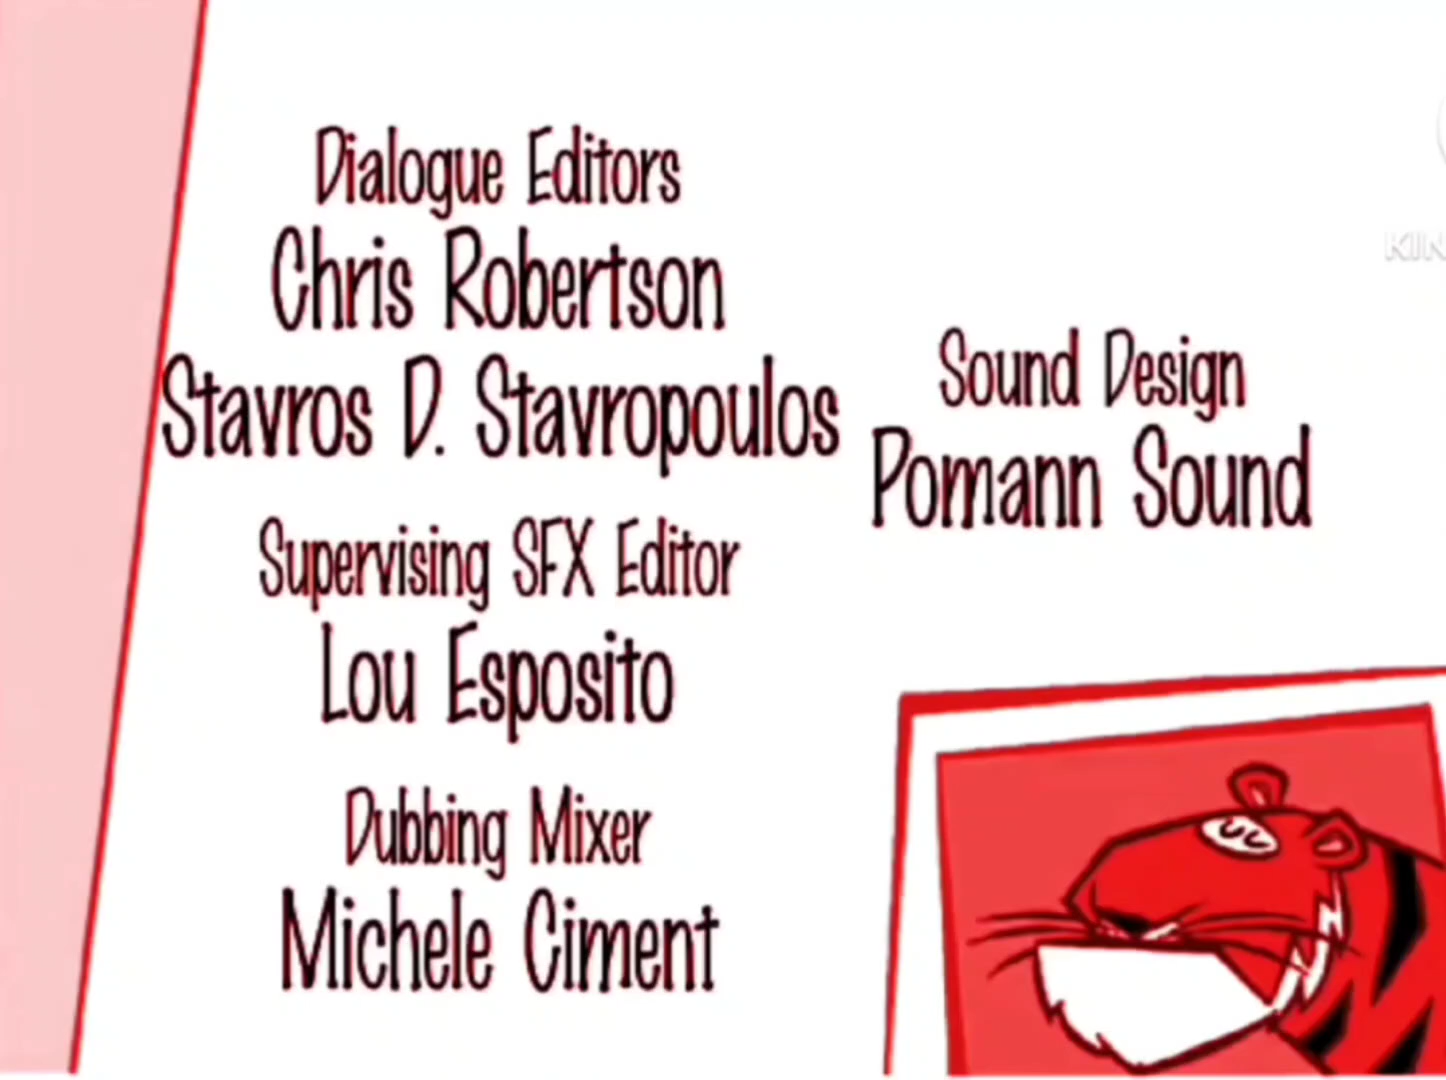 Dialogue Editors
Chris Robertson
Stavros D. Stavropoulos
Supervising SFX Editor
Lou Esposito
Dubbing Mixer
Michele Ciment
Sound Design
Pomann Sound
KIN